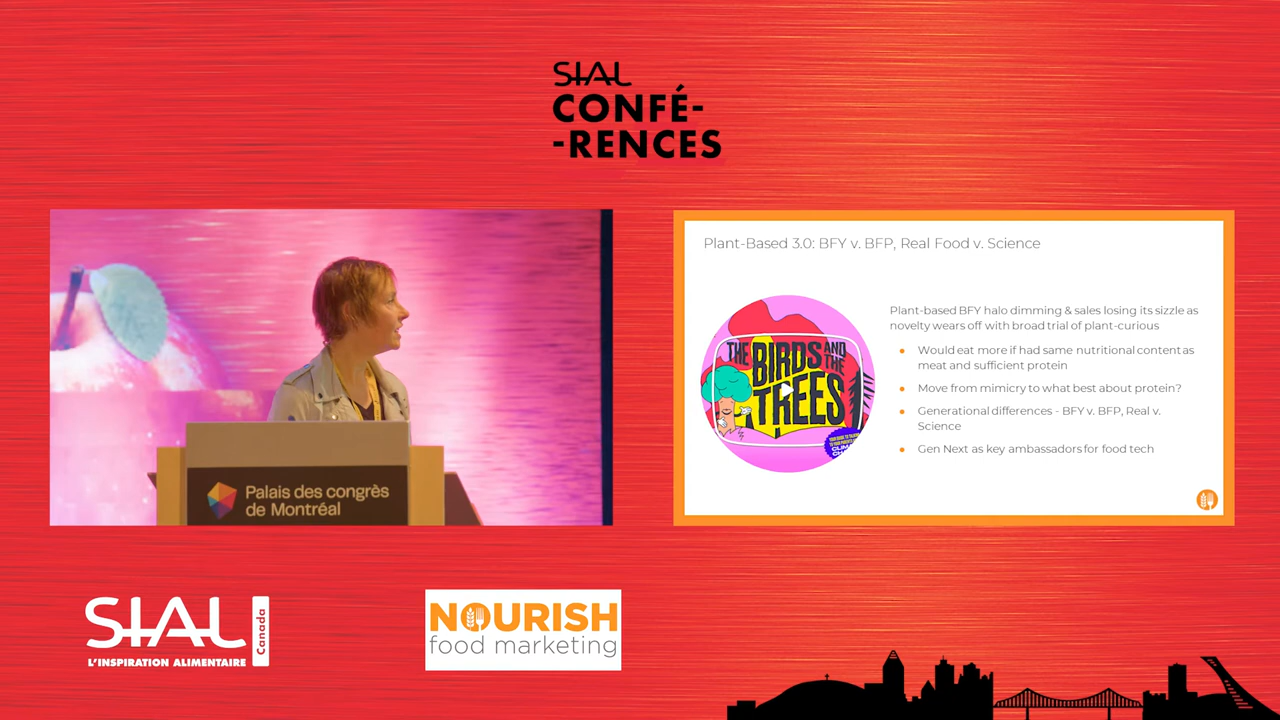 SIAL
CONFÉ-
-RENCES
Plant-Based 3.0: BFY v. BFP, Real Food v. Science
THE BIRDS AND
THE
TREES
Plant-based BFY halo dimming & sales losing its sizzle as
novelty wears off with broad trial of plant-curious
• Would eat more if had same nutritional content as
meat and sufficient protein
• Move from mimicry to what best about protein?
• Generational differences - BFY v. BFP, Real v.
Science
• Gen Next as key ambassadors for food tech
Palais des congrès
de Montréal
SIAL
Canada
L'INSPIRATION ALIMENTAIRE
NOURISH
food marketing